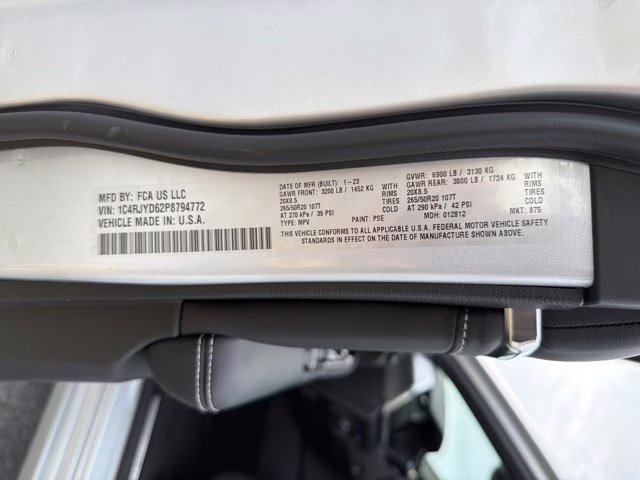 MFD BY: FCA US LLC
VIN: 1C4RJYD62P8794772
VEHICLE MADE IN U.S.A.
DATE OF MFR (BUILT): 1-23
GAWR FRONT: 3200 LB / 1452 KG WITH
20X8.5 RIMS
265/50R20 107T TIRES
AT 270 kPa / 39 PSI
TYPE: MPV PAINT: PSE
GVWR: 6900 LB / 3130 KG
GAWR REAR: 3800 LB / 1724 KG WITH
20X8.5 RIMS
265/50R20 107T TIRES
AT 290 kPa / 42 PSI
MDH: 012812 MKT: 875
THIS VEHICLE CONFORMS TO ALL APPLICABLE U.S.A. FEDERAL MOTOR VEHICLE SAFETY
STANDARDS IN EFFECT ON THE DATE OF MANUFACTURE SHOWN ABOVE.